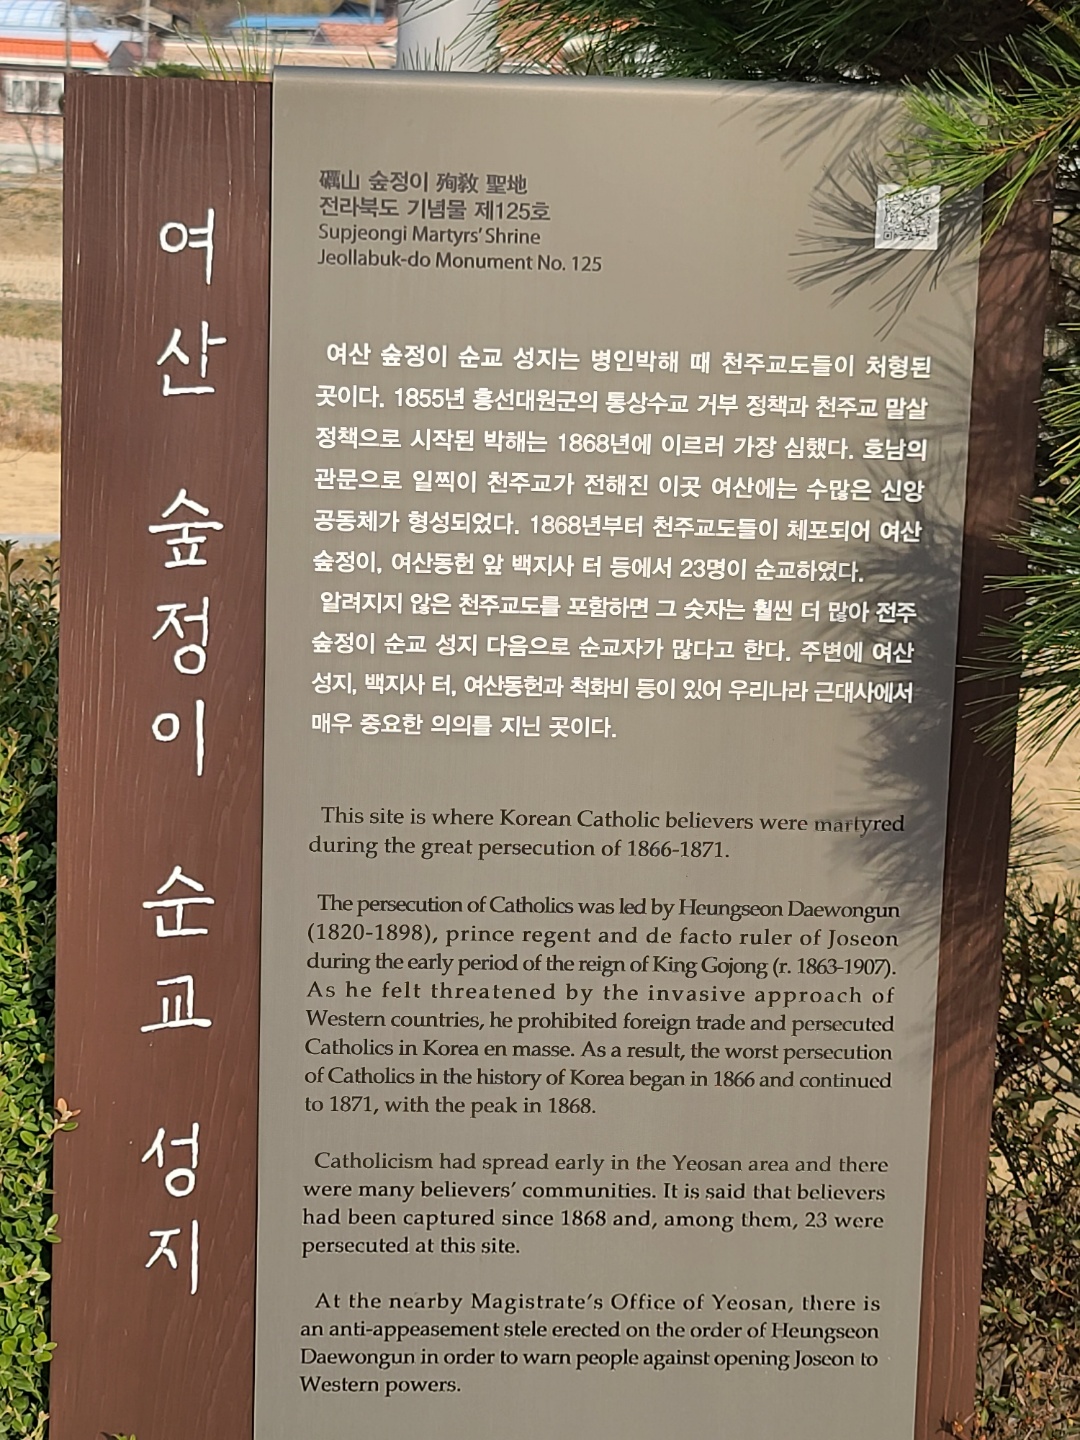 여산 숲정이 순교 성지
礪山 숲정이 殉敎 聖地
전라북도 기념물 제125호
Supjeongi Martyrs' Shrine
Jeollabuk-do Monument No. 125
여산 숲정이 순교 성지는 병인박해 때 천주교도들이 처형된
곳이다. 1855년 흥선대원군의 통상수교 거부 정책과 천주교 말살
정책으로 시작된 박해는 1868년에 이르러 가장 심했다. 호남의
관문으로 일찍이 천주교가 전해진 이곳 여산에는 수많은 신앙
공동체가 형성되었다. 1868년부터 천주교도들이 체포되어 여산
숲정이, 여산동헌 앞 백지사 터 등에서 23명이 순교하였다.
알려지지 않은 천주교도를 포함하면 그 숫자는 훨씬 더 많아 전주
숲정이 순교 성지 다음으로 순교자가 많다고 한다. 주변에 여산
성지, 백지사 터, 여산동헌과 척화비 등이 있어 우리나라 근대사에서
매우 중요한 의의를 지닌 곳이다.
This site is where Korean Catholic believers were martyred
during the great persecution of 1866-1871.
The persecution of Catholics was led by Heungseon Daewongun
(1820-1898), prince regent and de facto ruler of Joseon
during the early period of the reign of King Gojong (r. 1863-1907).
As he felt threatened by the invasive approach of
Western countries, he prohibited foreign trade and persecuted
Catholics in Korea en masse. As a result, the worst persecution
of Catholics in the history of Korea began in 1866 and continued
to 1871, with the peak in 1868.
Catholicism had spread early in the Yeosan area and there
were many believers' communities. It is said that believers
had been captured since 1868 and, among them, 23 were
persecuted at this site.
At the nearby Magistrate's Office of Yeosan, there is
an anti-appeasement stele erected on the order of Heungseon
Daewongun in order to warn people against opening Joseon to
Western powers.